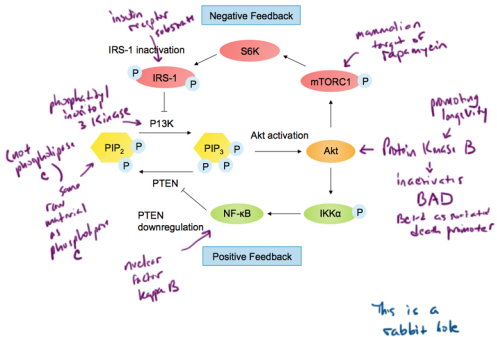 insulin
receptor
substrate
Negative Feedback
mammalian
target of
rapamycin
IRS-1 inactivation
S6K
P
IRS-1
P
mTORC1
P
phosphatidyl
inositol
3 Kinase
P13K
promoting
longevity
(not phospholipase
C
PIP2
P
P
PIP3
P
P
P
Akt activation
Akt
Protein Kinase B
same
raw
material
as
phospholipase
C
PTEN
inactivates
BAD
Bcl-2 associated
death promoter
PTEN
downregulation
NF-κB
IKKα
P
nuclear
factor
kappa B
Positive Feedback
This is a
rabbit hole